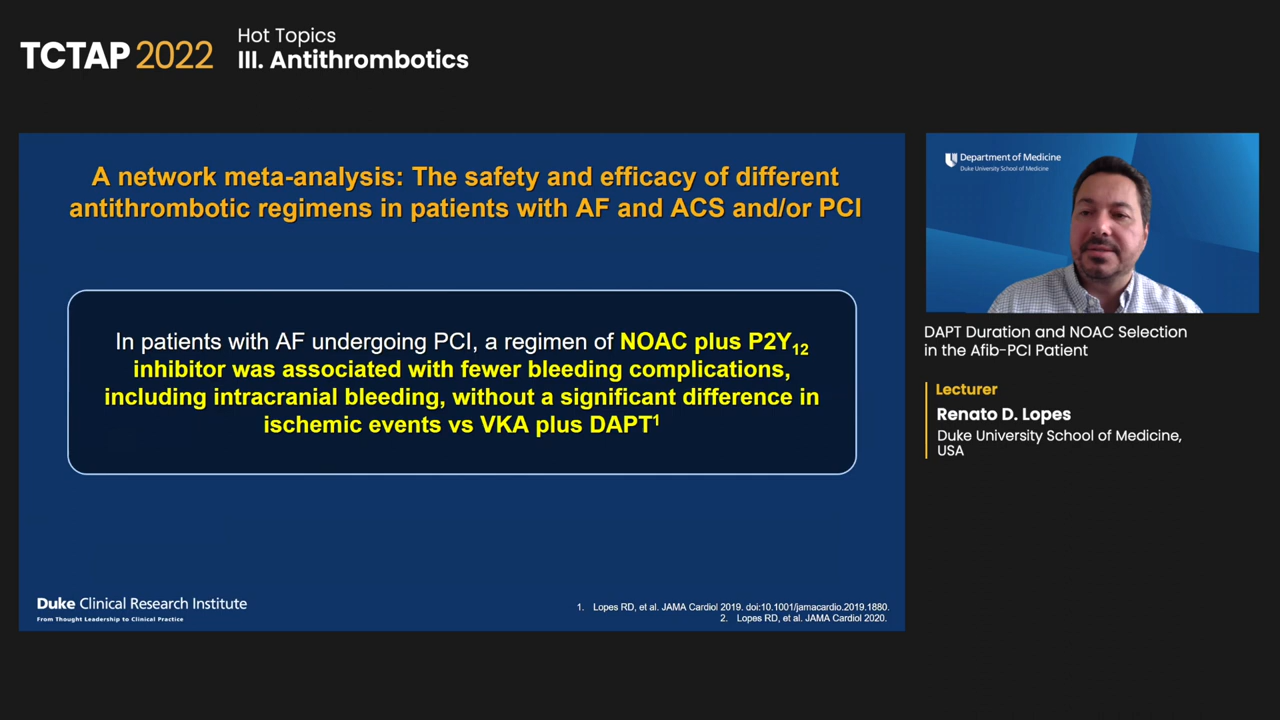 TCTAP 2022
Hot Topics
III. Antithrombotics
A network meta-analysis: The safety and efficacy of different
antithrombotic regimens in patients with AF and ACS and/or PCI
In patients with AF undergoing PCI, a regimen of NOAC plus P2Y12
inhibitor was associated with fewer bleeding complications,
including intracranial bleeding, without a significant difference in
ischemic events vs VKA plus DAPT1
Duke Clinical Research Institute
From Thought Leadership to Clinical Practice
1. Lopes RD, et al. JAMA Cardiol 2019. doi:10.1001/jamacardio.2019.1880.
2. Lopes RD, et al. JAMA Cardiol 2020.
Department of Medicine
Duke University School of Medicine
DAPT Duration and NOAC Selection
in the Afib-PCI Patient
Lecturer
Renato D. Lopes
Duke University School of Medicine,
USA